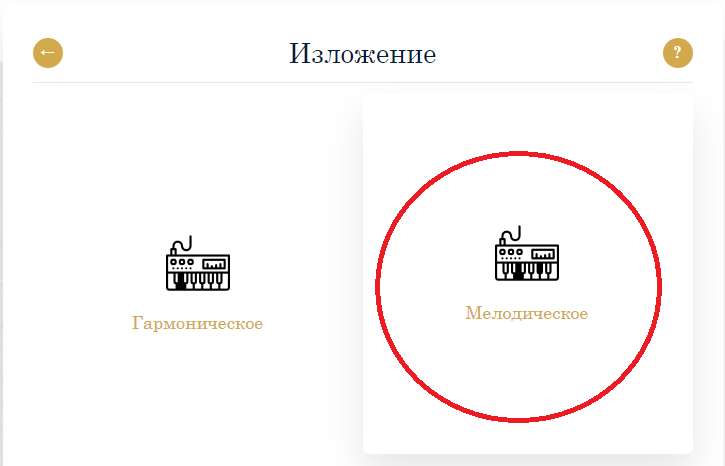 ←
Изложение
?
Гармоническое
Мелодическое